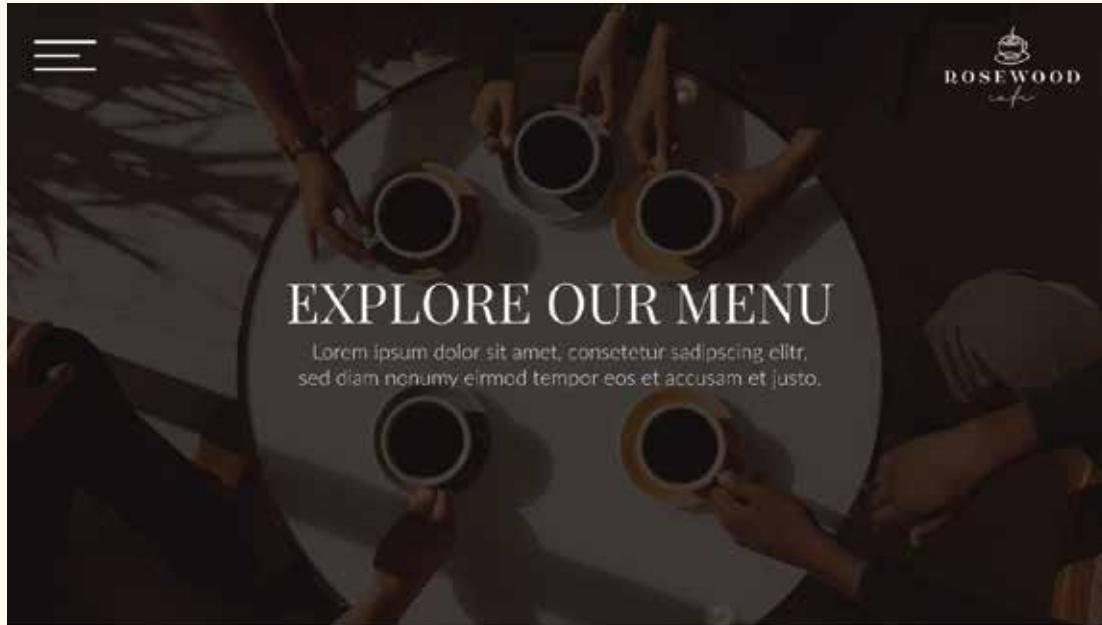 ROSEWOOD
cafe
EXPLORE OUR MENU
Lorem ipsum dolor sit amet, consetetur sadipscing elitr,
sed diam nonumy eirmod tempor eos et accusam et justo.